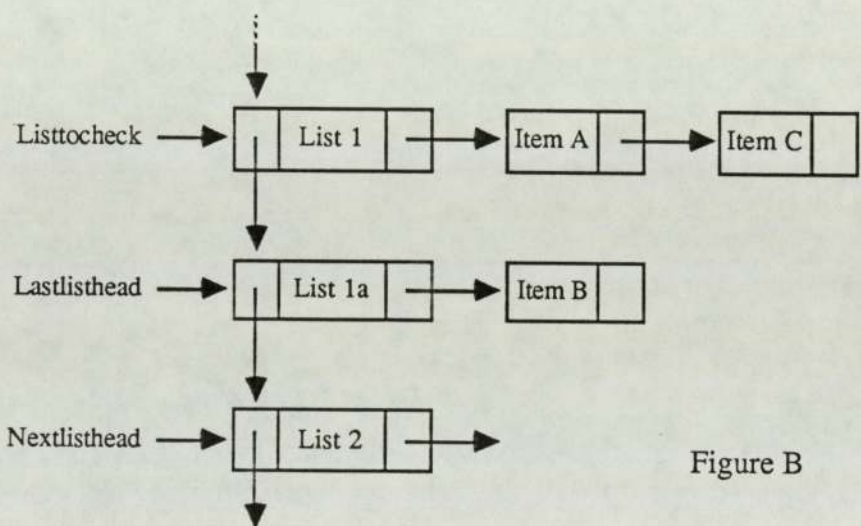 Listtocheck List 1 Item A Item C
Lastlisthead List 1a Item B
Nextlisthead List 2
Figure B